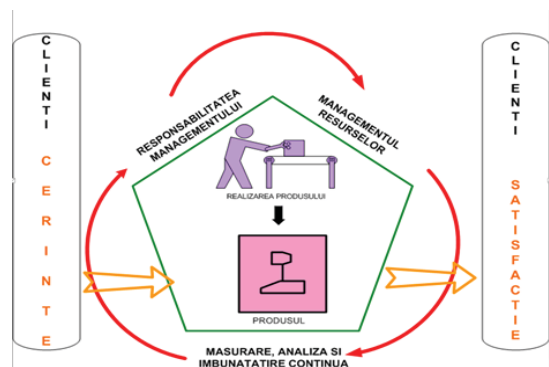 CLIENTI CERINTE
RESPONSABILITATEA
MANAGEMENTULUI
MANAGEMENTUL
RESURSELOR
REALIZAREA PRODUSULUI
PRODUSUL
MASURARE, ANALIZA SI
IMBUNATATIRE CONTINUA
CLIENTI SATISFACTIE